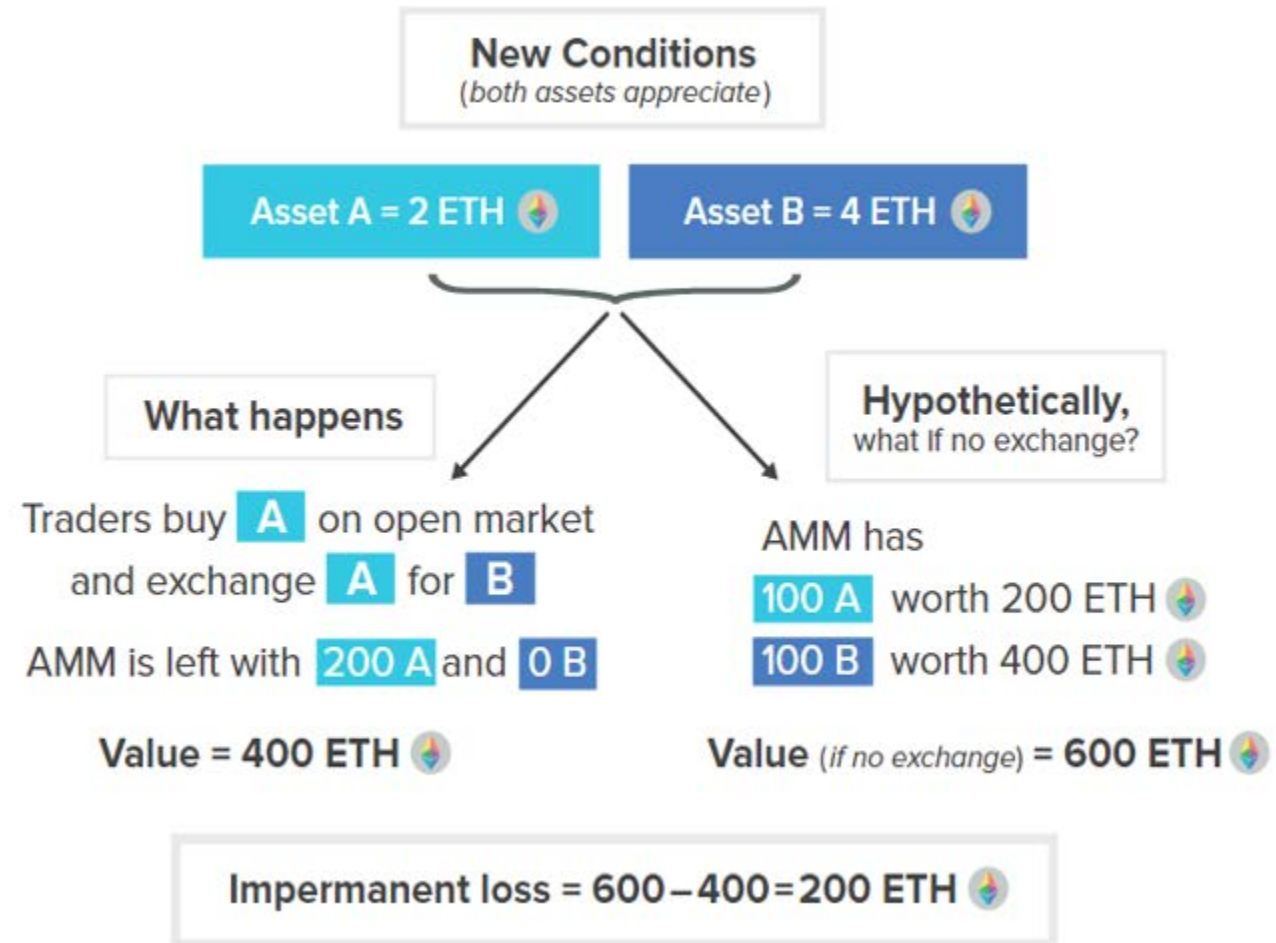 New Conditions
(both assets appreciate)
Asset A = 2 ETH
Asset B = 4 ETH
What happens
Traders buy A on open market
and exchange A for B
AMM is left with 200 A and 0 B
Value = 400 ETH
Hypothetically,
what If no exchange?
AMM has
100 A worth 200 ETH
100 B worth 400 ETH
Value (if no exchange) = 600 ETH
Impermanent loss = 600–400=200 ETH